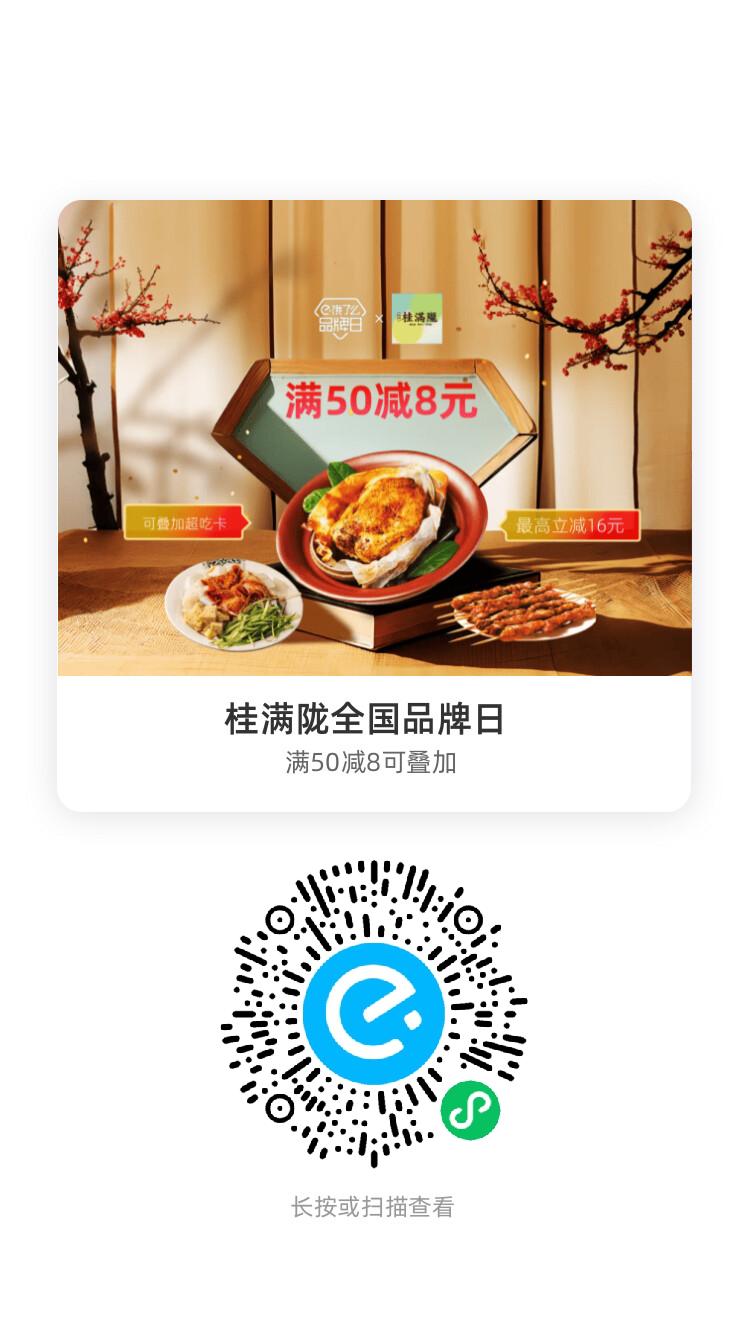 饿了么
品牌日
×
桂满陇
满50减8元
可叠加超吃卡
最高立减16元
桂满陇全国品牌日
满50减8可叠加
长按或扫描查看